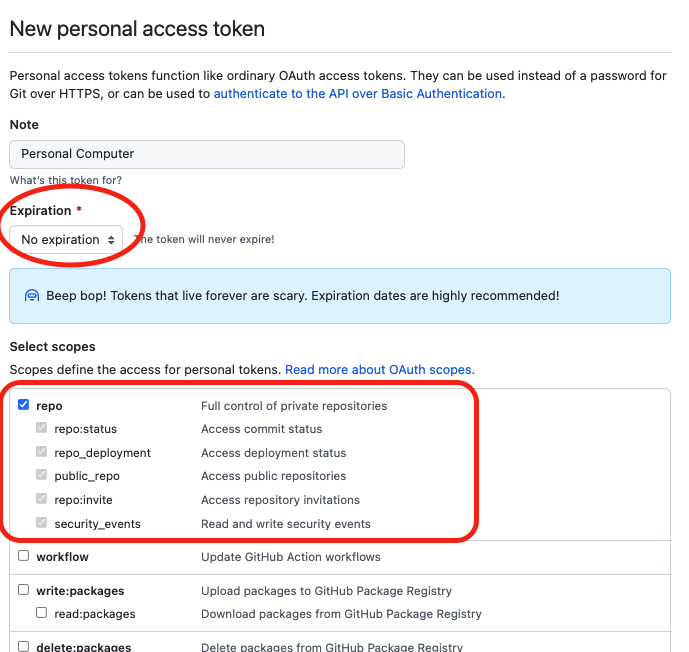 New personal access token
Personal access tokens function like ordinary OAuth access tokens. They can be used instead of a password for
Git over HTTPS, or can be used to authenticate to the API over Basic Authentication.
Note
Personal Computer
What's this token for?
Expiration *
No expiration The token will never expire!
Beep bop! Tokens that live forever are scary. Expiration dates are highly recommended!
Select scopes
Scopes define the access for personal tokens. Read more about OAuth scopes.
repo Full control of private repositories
repo:status Access commit status
repo_deployment Access deployment status
public_repo Access public repositories
repo:invite Access repository invitations
security_events Read and write security events
workflow Update GitHub Action workflows
write:packages Upload packages to GitHub Package Registry
read:packages Download packages from GitHub Package Registry
delete:packages Delete packages from GitHub Package Registry